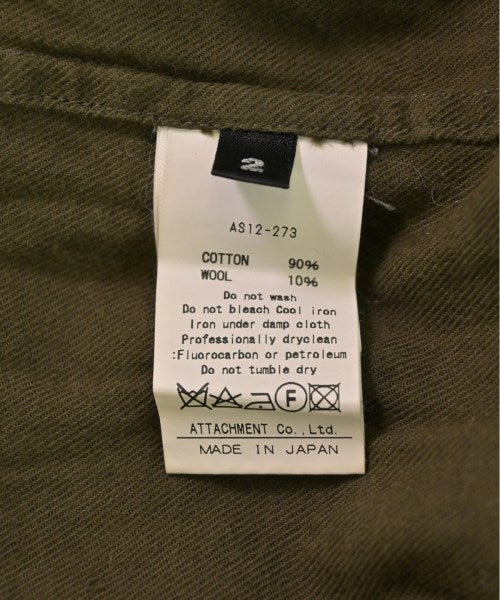 2
AS12-273
COTTON 90%
WOOL 10%
Do not wash
Do not bleach Cool iron
Iron under damp cloth
Professionally dryclean
:Fluorocarbon or petroleum
Do not tumble dry
F
ATTACHMENT Co.,Ltd.
MADE IN JAPAN